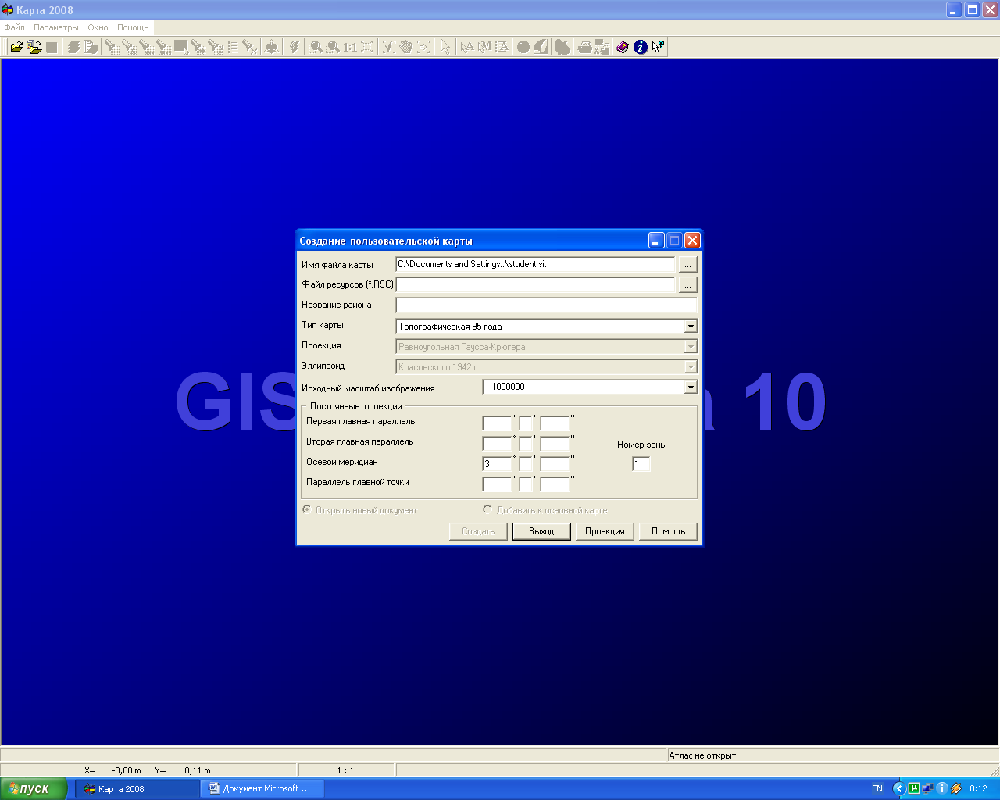 Карта 2008
Файл Параметры Окно Помощь
1:1
Создание пользовательской карты
Имя файла карты C:\Documents and Settings..\student.sit ...
Файл ресурсов (*.RSC) ...
Название района
Тип карты Топографическая 95 года
Проекция Равноугольная Гаусса-Крюгера
Эллипсоид Красовского 1942 г.
Исходный масштаб изображения 1000000
GIS 10
Постоянные проекции
Первая главная параллель ° ' "
Вторая главная параллель ° ' "
Номер зоны
Осевой меридиан 3 ° ' " 1
Параллель главной точки ° ' "
Открыть новый документ Добавить к основной карте
Создать Выход Проекция Помощь
Атлас не открыт
X= -0,08 m Y= 0,11 m 1 : 1
пуск Карта 2008 Документ Microsoft ... EN 8:12